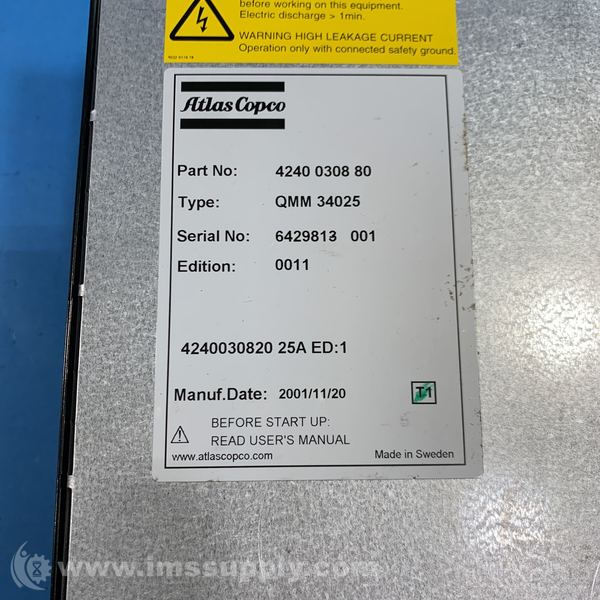 before working on this equipment.
Electric discharge > 1min.
WARNING HIGH LEAKAGE CURRENT
Operation only with connected safety ground.
Atlas Copco
Part No: 4240 0308 80
Type: QMM 34025
Serial No: 6429813 001
Edition: 0011
4240030820 25A ED:1
Manuf.Date: 2001/11/20 T1
BEFORE START UP:
READ USER'S MANUAL
www.atlascopco.com Made in Sweden
www.imssupply.com